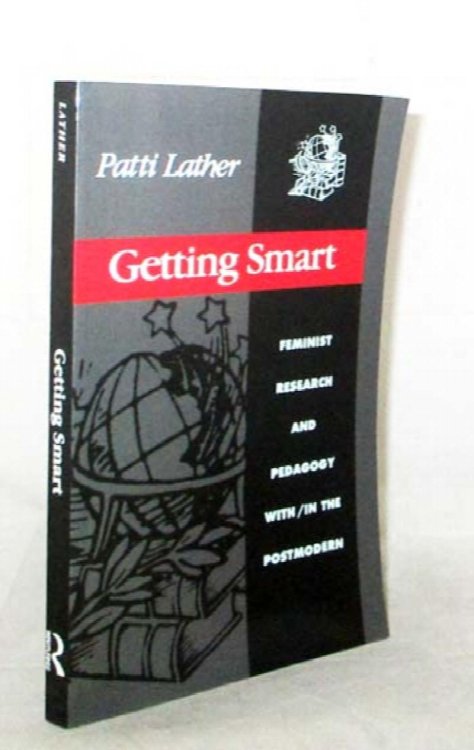 LATHER
Getting Smart
Patti Lather
Getting Smart
FEMINIST
RESEARCH
AND
PEDAGOGY
WITH/IN THE
POSTMODERN